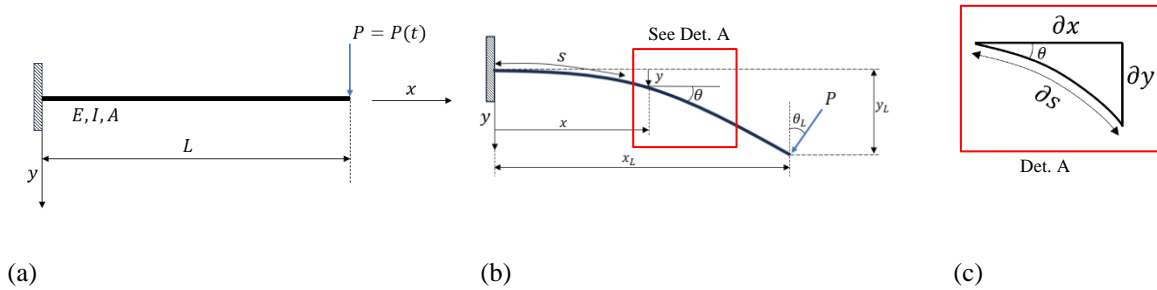 P = P(t)
x
E, I, A
L
y
(a)
See Det. A
s
y
θ
P
y
x
θ_L
y_L
x_L
(b)
∂x
θ
∂y
∂s
Det. A
(c)